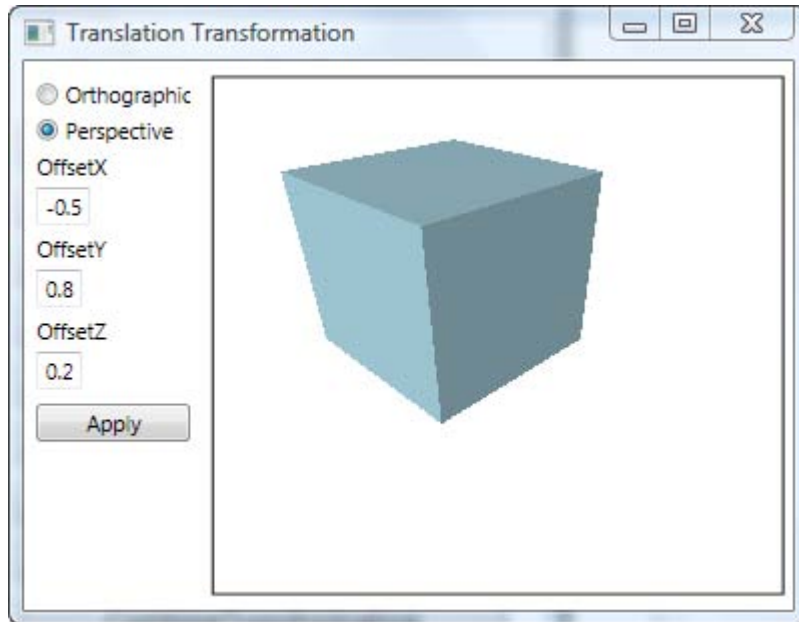 Translation Transformation
Orthographic
Perspective
OffsetX
-0.5
OffsetY
0.8
OffsetZ
0.2
Apply